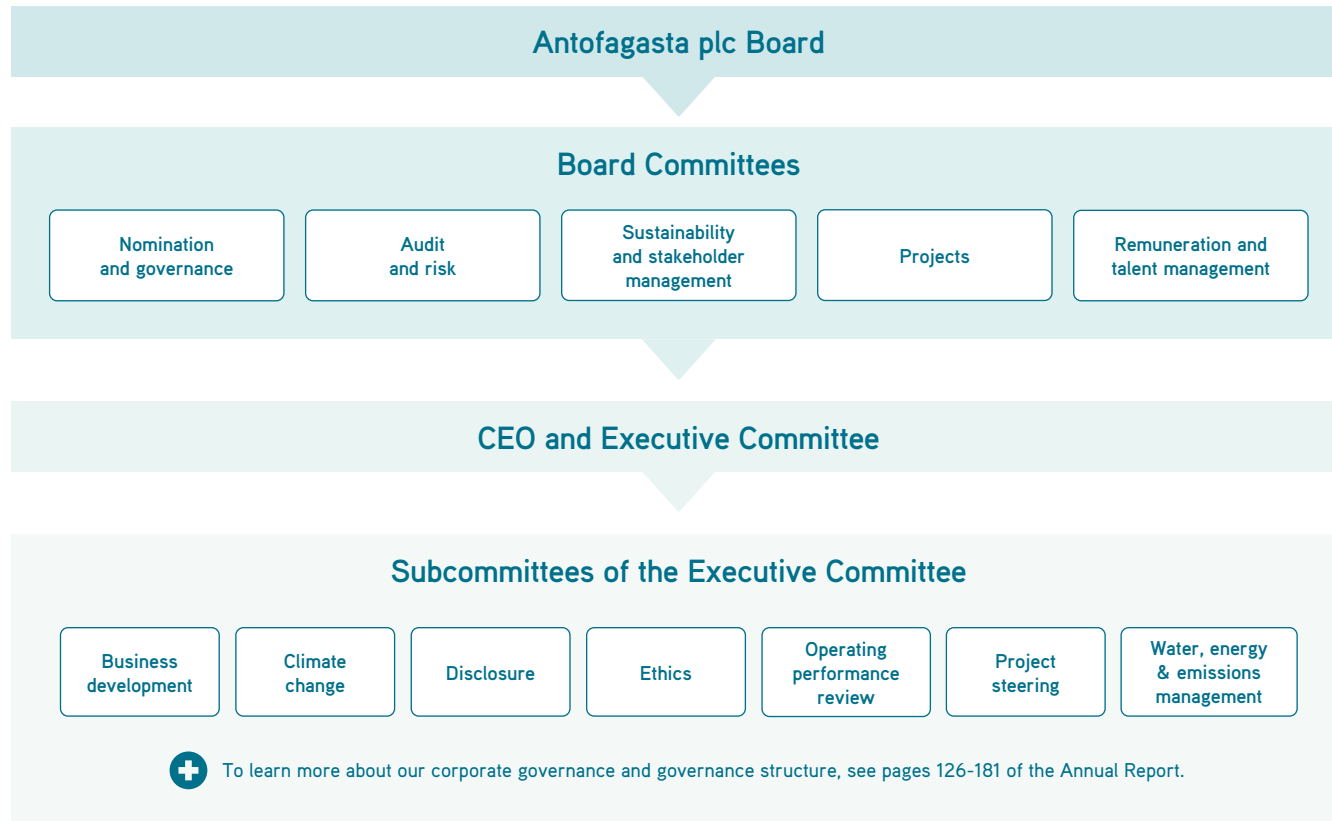 Antofagasta plc Board
Board Committees
Nomination
and governance
Audit
and risk
Sustainability
and stakeholder
management
Projects
Remuneration and
talent management
CEO and Executive Committee
Subcommittees of the Executive Committee
Business
development
Climate
change
Disclosure
Ethics
Operating
performance
review
Project
steering
Water, energy
& emissions
management
To learn more about our corporate governance and governance structure, see pages 126-181 of the Annual Report.